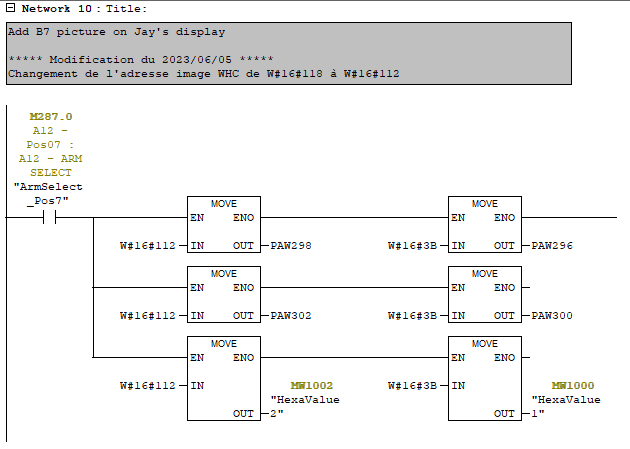 Network 10 : Title:
Add B7 picture on Jay's display
***** Modification du 2023/06/05 *****
Changement de l'adresse image WHC de W#16#118 à W#16#112
M287.0
A12 -
Pos07 :
A12 - ARM
SELECT
"ArmSelect
_Pos7"
MOVE MOVE
EN ENO EN ENO
W#16#112 IN OUT PAW298 W#16#3B IN OUT PAW296
MOVE MOVE
EN ENO EN ENO
W#16#112 IN OUT PAW302 W#16#3B IN OUT PAW300
MOVE MOVE
EN ENO EN ENO
W#16#112 IN MW1002 W#16#3B IN MW1000
"HexaValue "HexaValue
OUT 2" OUT 1"